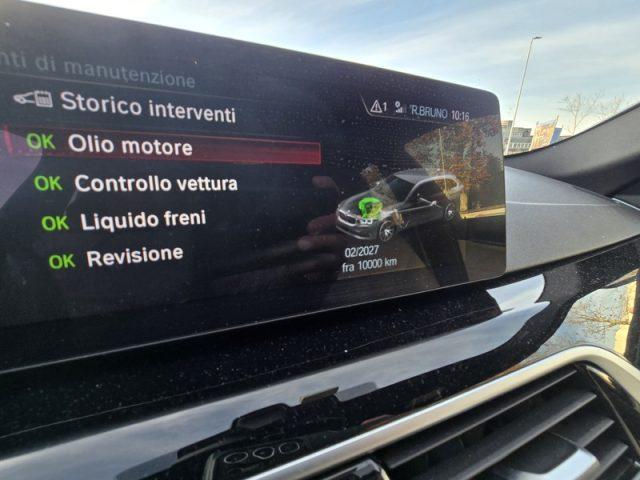 nti di manutenzione
Storico interventi
1 'R.BRUNO 10:16
OK Olio motore
OK Controllo vettura
OK Liquido freni
OK Revisione
02/2027
fra 10000 km